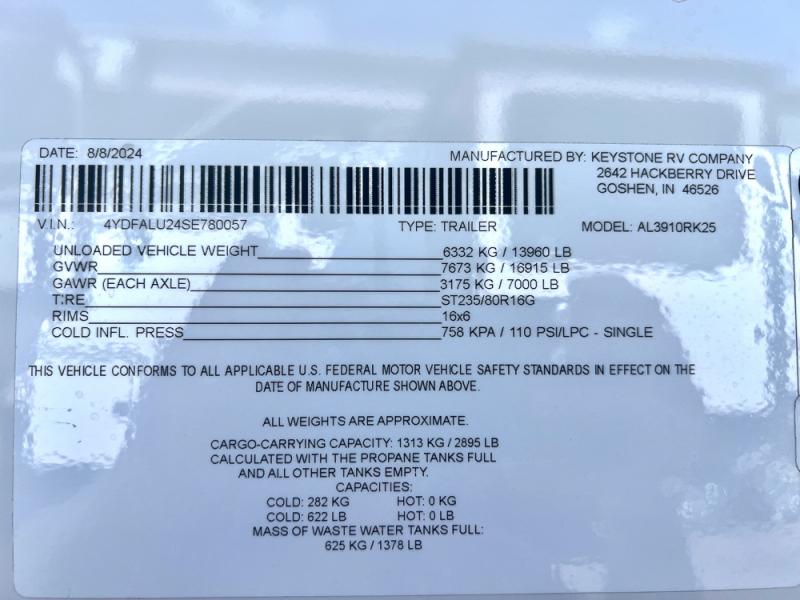 DATE: 8/8/2024
MANUFACTURED BY: KEYSTONE RV COMPANY
2642 HACKBERRY DRIVE
GOSHEN, IN 46526
V.I.N.: 4YDFALU24SE780057 TYPE: TRAILER MODEL: AL3910RK25
UNLOADED VEHICLE WEIGHT 6332 KG / 13960 LB
GVWR 7673 KG / 16915 LB
GAWR (EACH AXLE) 3175 KG / 7000 LB
TIRE ST235/80R16G
RIMS 16x6
COLD INFL. PRESS 758 KPA / 110 PSI/LPC - SINGLE
THIS VEHICLE CONFORMS TO ALL APPLICABLE U.S. FEDERAL MOTOR VEHICLE SAFETY STANDARDS IN EFFECT ON THE
DATE OF MANUFACTURE SHOWN ABOVE.
ALL WEIGHTS ARE APPROXIMATE.
CARGO-CARRYING CAPACITY: 1313 KG / 2895 LB
CALCULATED WITH THE PROPANE TANKS FULL
AND ALL OTHER TANKS EMPTY.
CAPACITIES:
COLD: 282 KG HOT: 0 KG
COLD: 622 LB HOT: 0 LB
MASS OF WASTE WATER TANKS FULL:
625 KG / 1378 LB